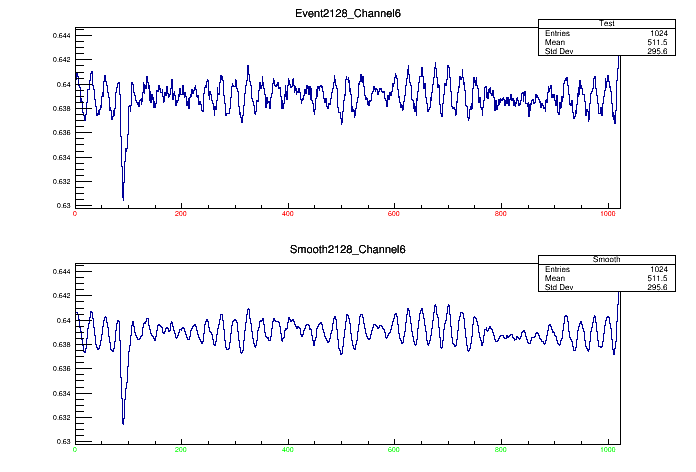 Event2128_Channel6
Test
Entries 1024
Mean 511.5
Std Dev 295.6
0.644
0.642
0.64
0.638
0.636
0.634
0.632
0.63
0 200 400 600 800 1000
Smooth2128_Channel6
Smooth
Entries 1024
Mean 511.5
Std Dev 295.6
0.644
0.642
0.64
0.638
0.636
0.634
0.632
0.63
0 200 400 600 800 1000